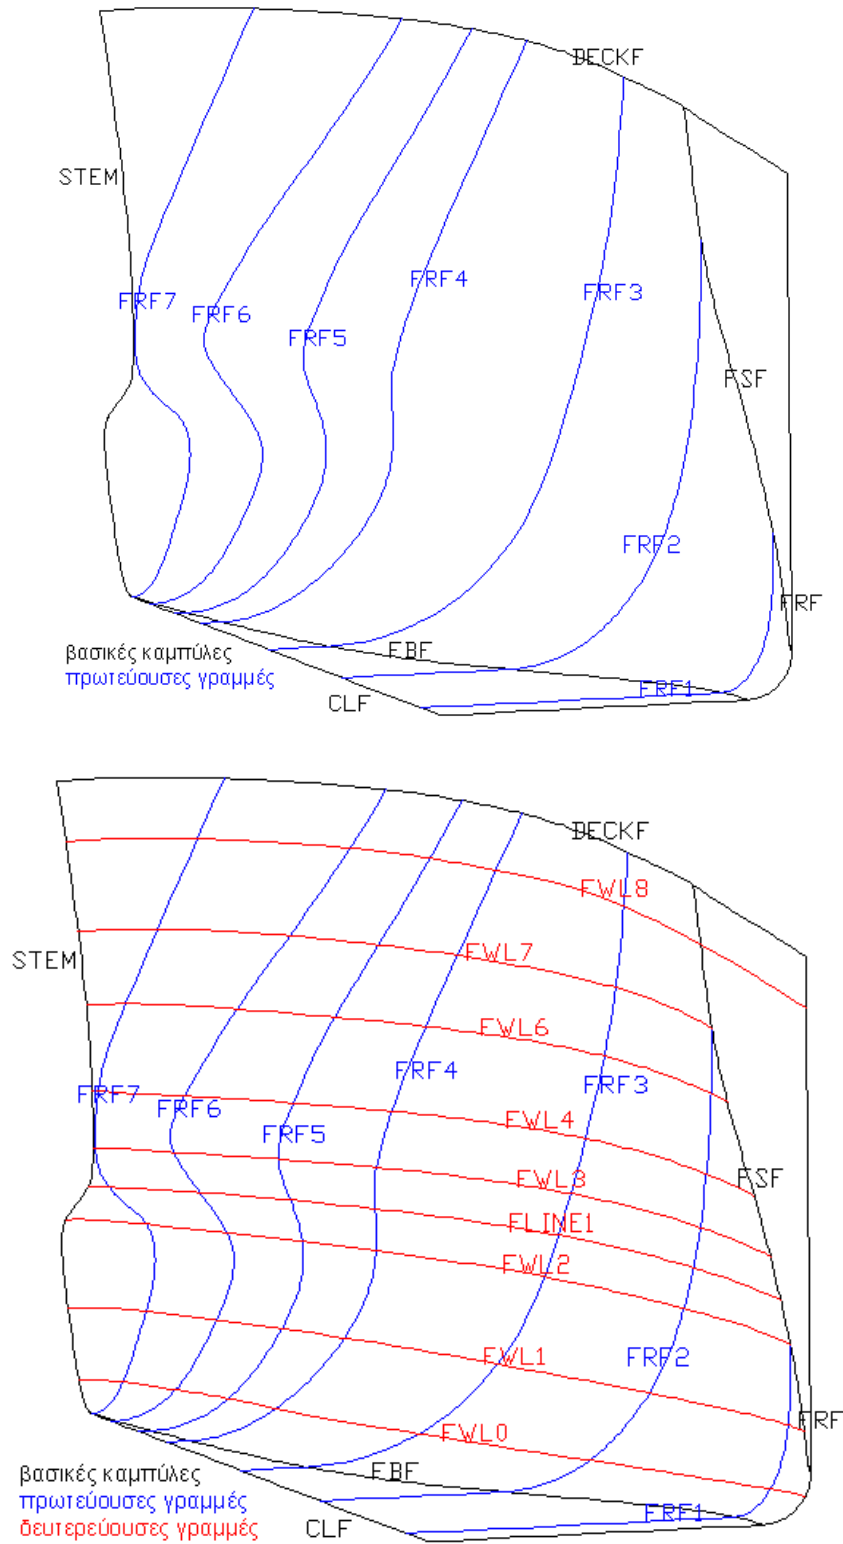 DECKF
STEM
FRF7
FRF6
FRF5
FRF4
FRF3
FSF
FRF2
FRF
FBF
FRF1
CLF
βασικές καμπύλες
πρωτεύουσες γραμμές
DECKF
FWL8
STEM
FWL7
FWL6
FRF7
FRF6
FRF5
FRF4
FRF3
FWL4
FWL3
FSF
FLINE1
FWL2
FWL1
FRF2
FWL0
FRF
FBF
FRF1
CLF
βασικές καμπύλες
πρωτεύουσες γραμμές
δευτερεύουσες γραμμές